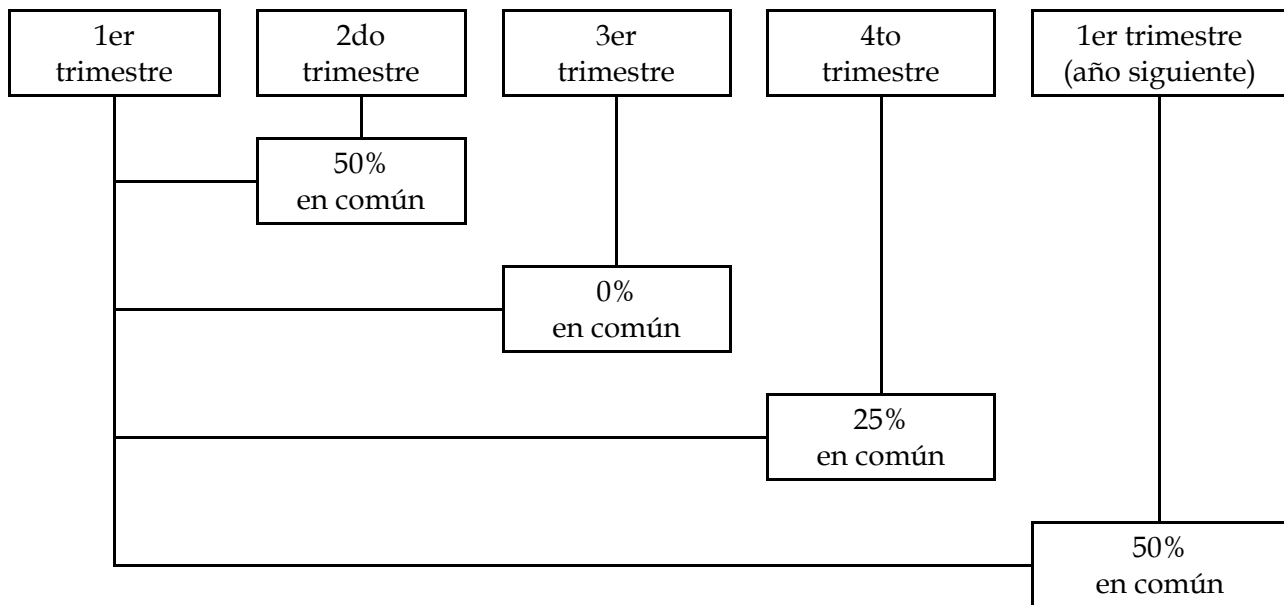 1er
trimestre
2do
trimestre
3er
trimestre
4to
trimestre
1er trimestre
(año siguiente)
50%
en común
0%
en común
25%
en común
50%
en común